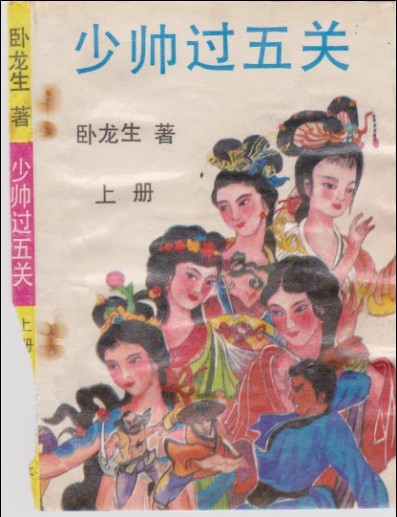 少帅过五关
卧龙生 著
上册
卧龙生 著
少帅过五关
上册